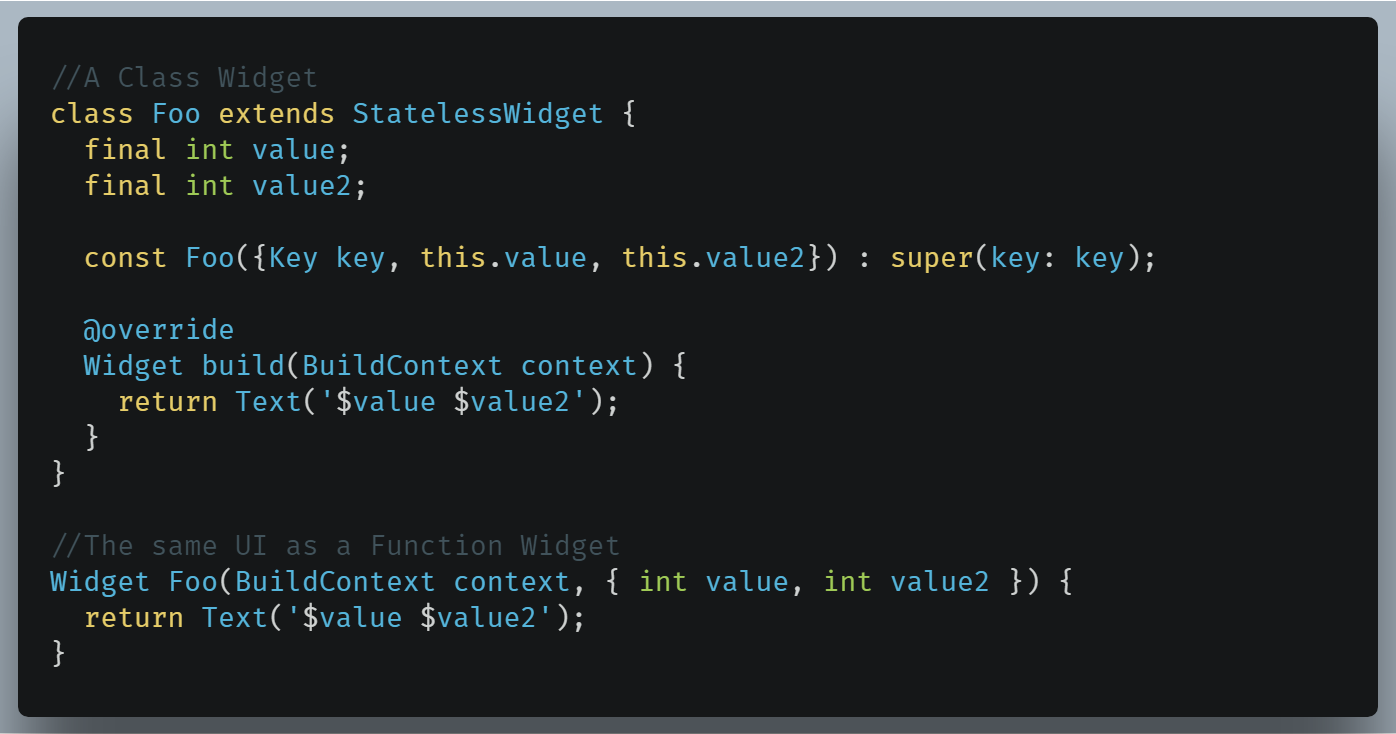 //A Class Widget
class Foo extends StatelessWidget {
  final int value;
  final int value2;

  const Foo({Key key, this.value, this.value2}) : super(key: key);

  @override
  Widget build(BuildContext context) {
    return Text('$value $value2');
  }
}

//The same UI as a Function Widget
Widget Foo(BuildContext context, { int value, int value2 }) {
  return Text('$value $value2');
}